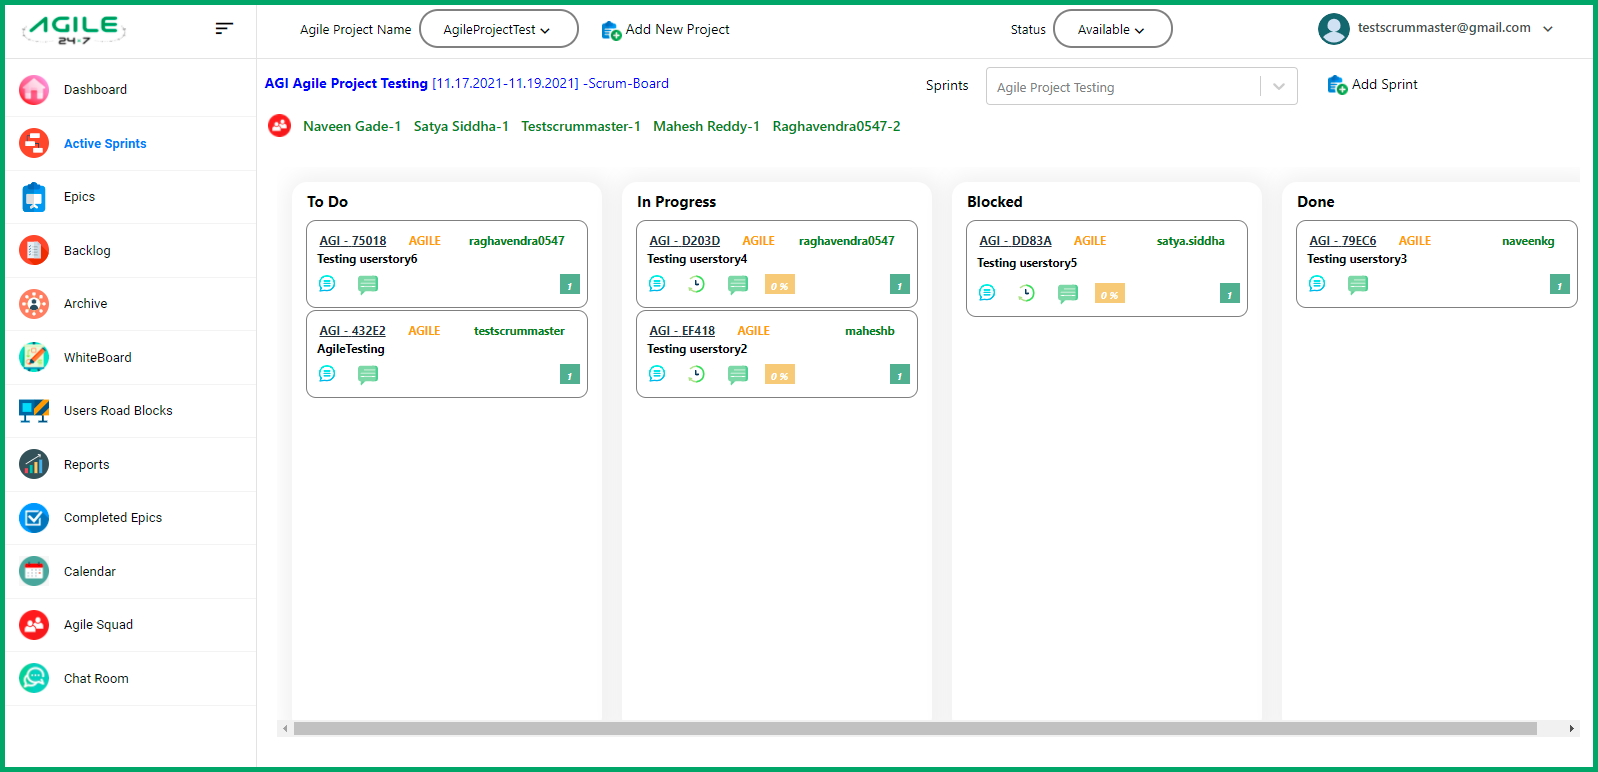 AGILE
24×7
Agile Project Name AgileProjectTest Add New Project Status Available testscrummaster@gmail.com
Dashboard
Active Sprints
Epics
Backlog
Archive
WhiteBoard
Users Road Blocks
Reports
Completed Epics
Calendar
Agile Squad
Chat Room
AGI Agile Project Testing [11.17.2021-11.19.2021] -Scrum-Board Sprints Agile Project Testing Add Sprint
Naveen Gade-1 Satya Siddha-1 Testscrummaster-1 Mahesh Reddy-1 Raghavendra0547-2
To Do
AGI - 75018 AGILE raghavendra0547
Testing userstory6
1
AGI - 432E2 AGILE testscrummaster
AgileTesting
1
In Progress
AGI - D203D AGILE raghavendra0547
Testing userstory4
0 % 1
AGI - EF418 AGILE maheshb
Testing userstory2
0 % 1
Blocked
AGI - DD83A AGILE satya.siddha
Testing userstory5
0 % 1
Done
AGI - 79EC6 AGILE naveenkg
Testing userstory3
1